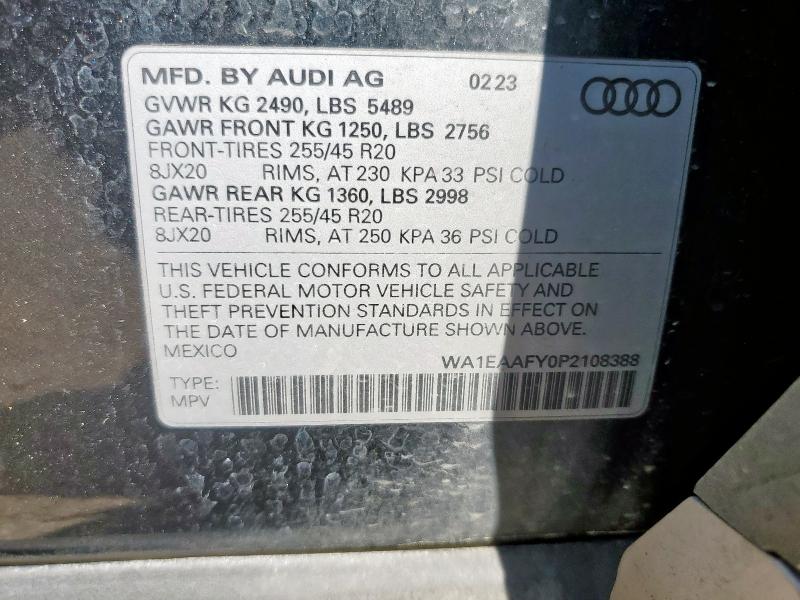 MFD. BY AUDI AG 02 23
GVWR KG 2490, LBS 5489
GAWR FRONT KG 1250, LBS 2756
FRONT-TIRES 255/45 R20
8JX20 RIMS, AT 230 KPA 33 PSI COLD
GAWR REAR KG 1360, LBS 2998
REAR-TIRES 255/45 R20
8JX20 RIMS, AT 250 KPA 36 PSI COLD
THIS VEHICLE CONFORMS TO ALL APPLICABLE
U.S. FEDERAL MOTOR VEHICLE SAFETY AND
THEFT PREVENTION STANDARDS IN EFFECT ON
THE DATE OF MANUFACTURE SHOWN ABOVE.
MEXICO WA1EAAFY0P2108388
TYPE:
MPV